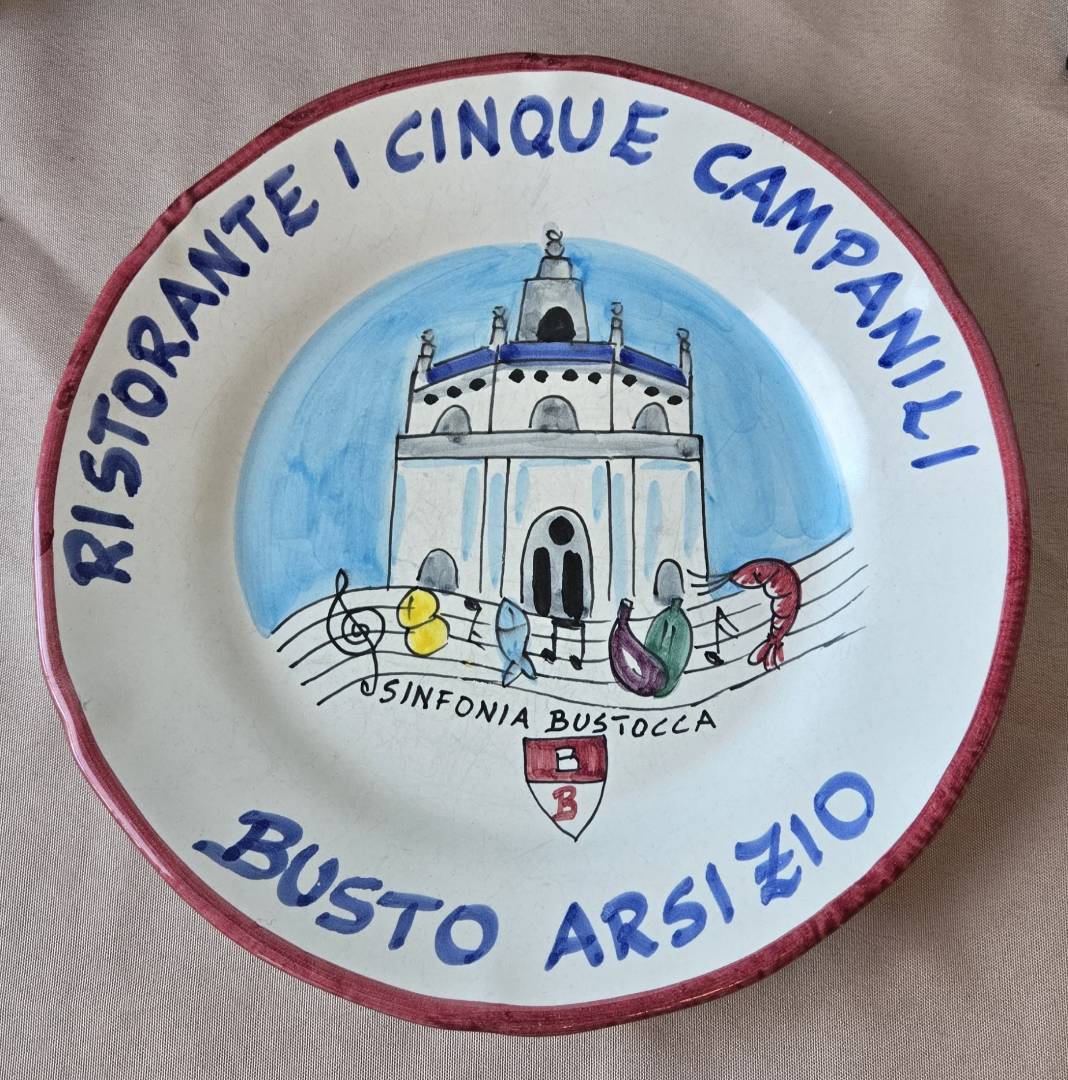 RISTORANTE I CINQUE CAMPANILI
SINFONIA BUSTOCCA
B
B
BUSTO ARSIZIO